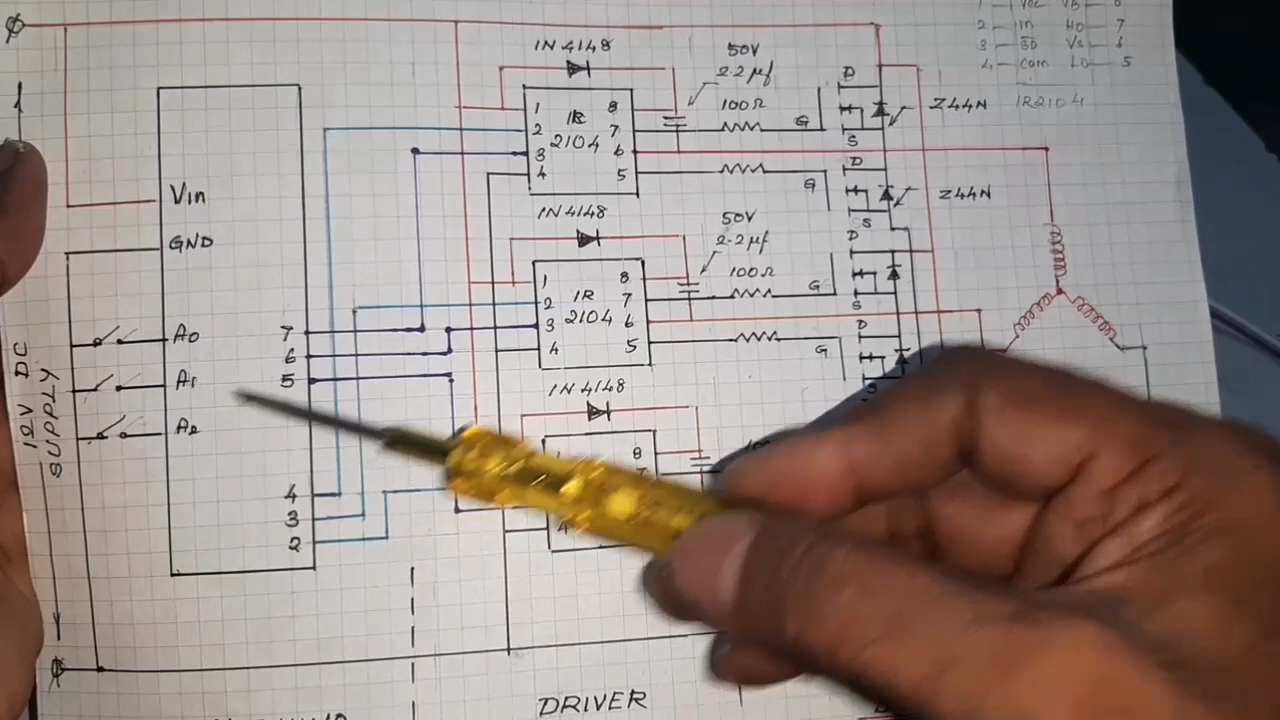 1 Vcc VB 8
2 in Ho 7
3 SD Vs 6
4 com Lo 5
IR2104
1N4148
50V
2.2 µf
100Ω
D
G
S
Z44N
1 8
2 IR 7
3 2104 6
4 5
D
G
S
Z44N
Vin
GND
1N4148
50V
2.2 µf
100Ω
D
G
S
1 8
2 IR 7
3 2104 6
4 5
D
G
A0 7
6
A1 5
A2
12V DC
SUPPLY
1N4148
8
4
4
3
2
DRIVER